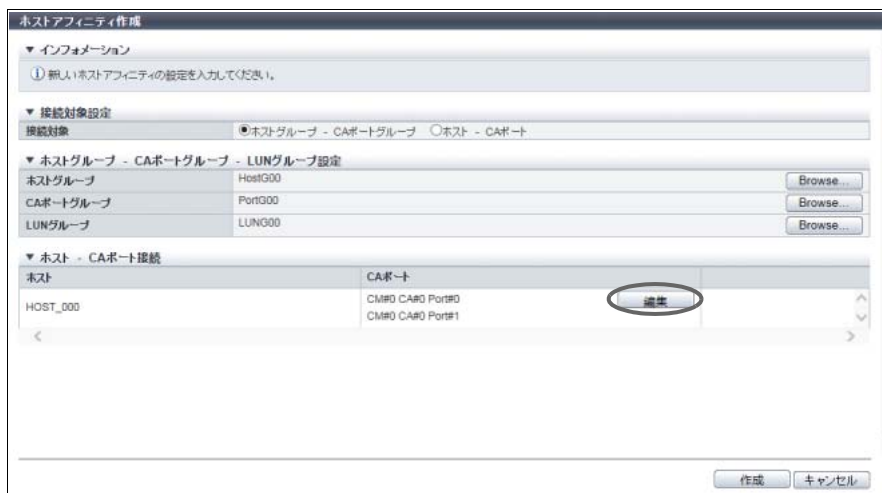 ホストアフィニティ作成
▼ インフォメーション
新しいホストアフィニティの設定を入力してください。
▼ 接続対象設定
接続対象 ホストグループ - CAポートグループ ホスト - CAポート
▼ ホストグループ - CAポートグループ - LUNグループ設定
ホストグループ HostG00 Browse...
CAポートグループ PortG00 Browse...
LUNグループ LUNG00 Browse...
▼ ホスト - CAポート接続
ホスト CAポート
HOST_000 CM#0 CA#0 Port#0 編集
CM#0 CA#0 Port#1
作成 キャンセル